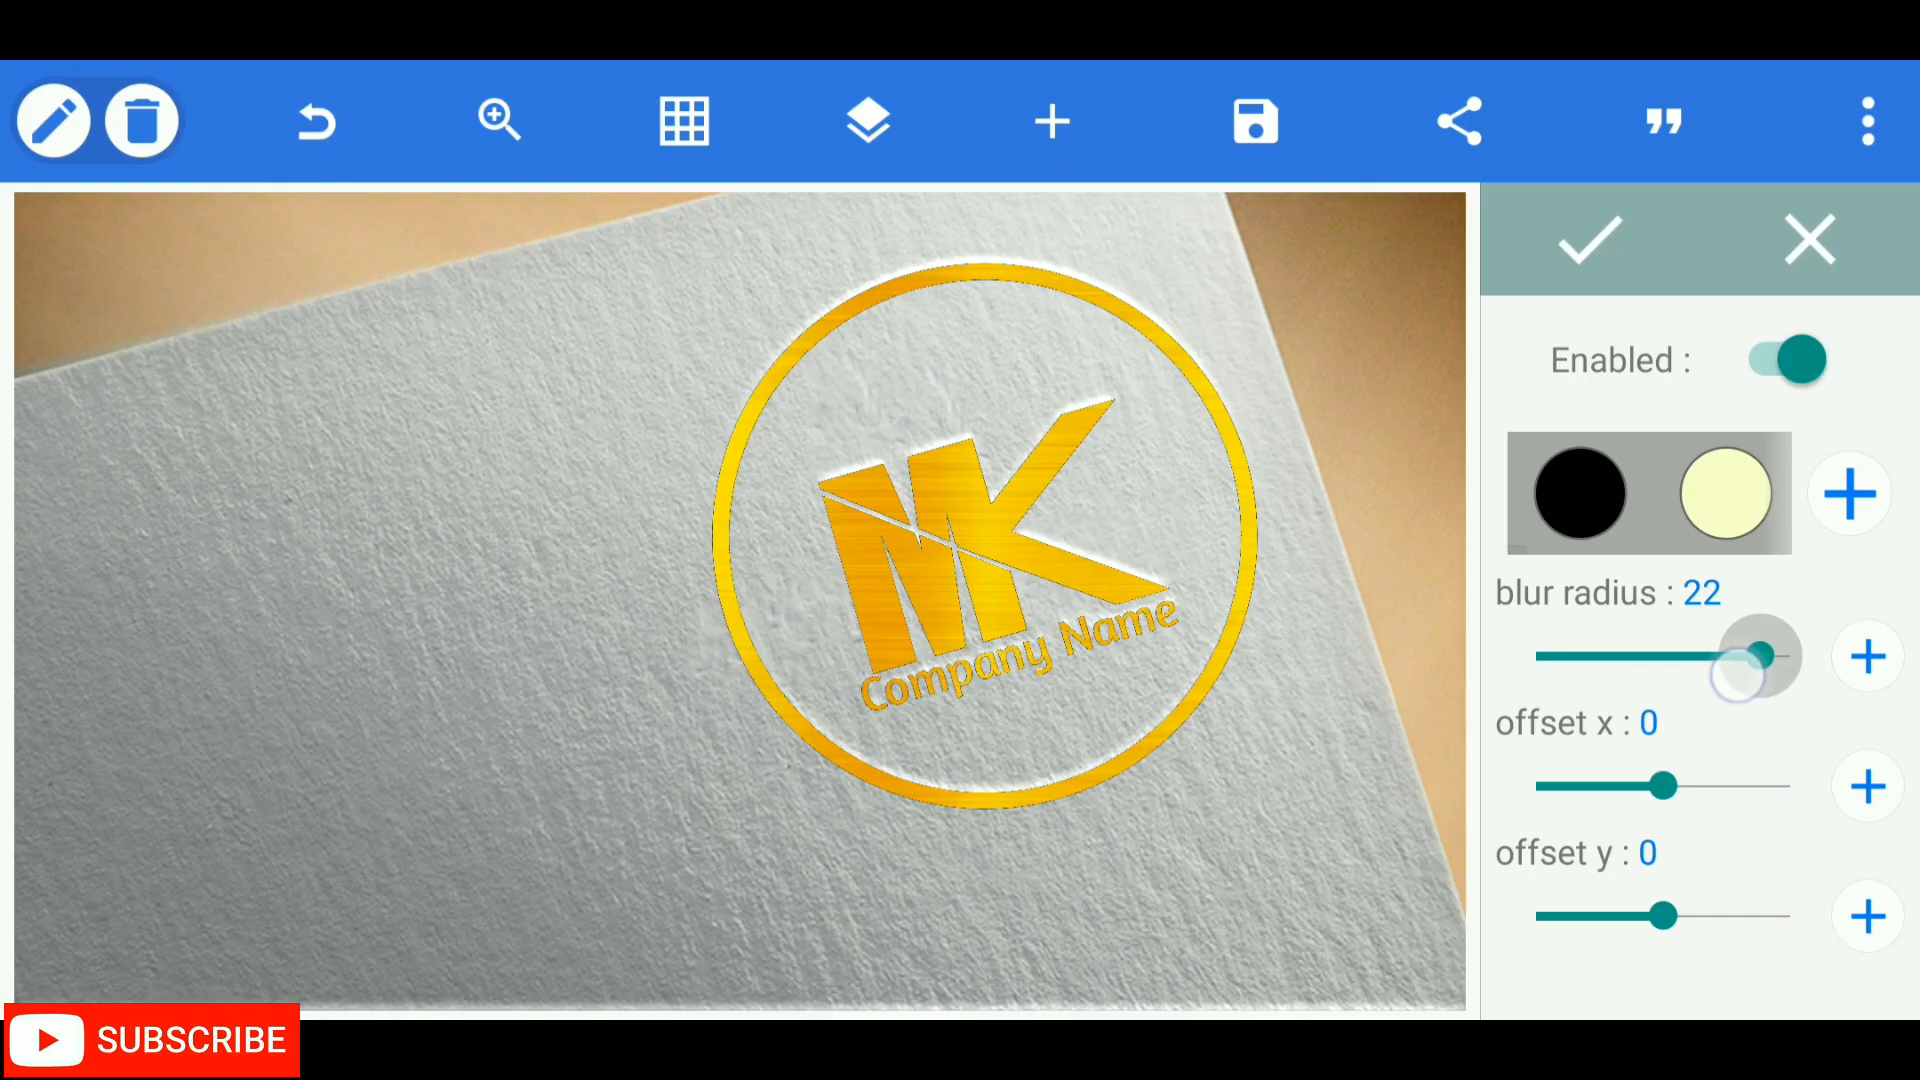 Enabled :
MK
Company Name
blur radius : 22
offset x : 0
offset y : 0
SUBSCRIBE